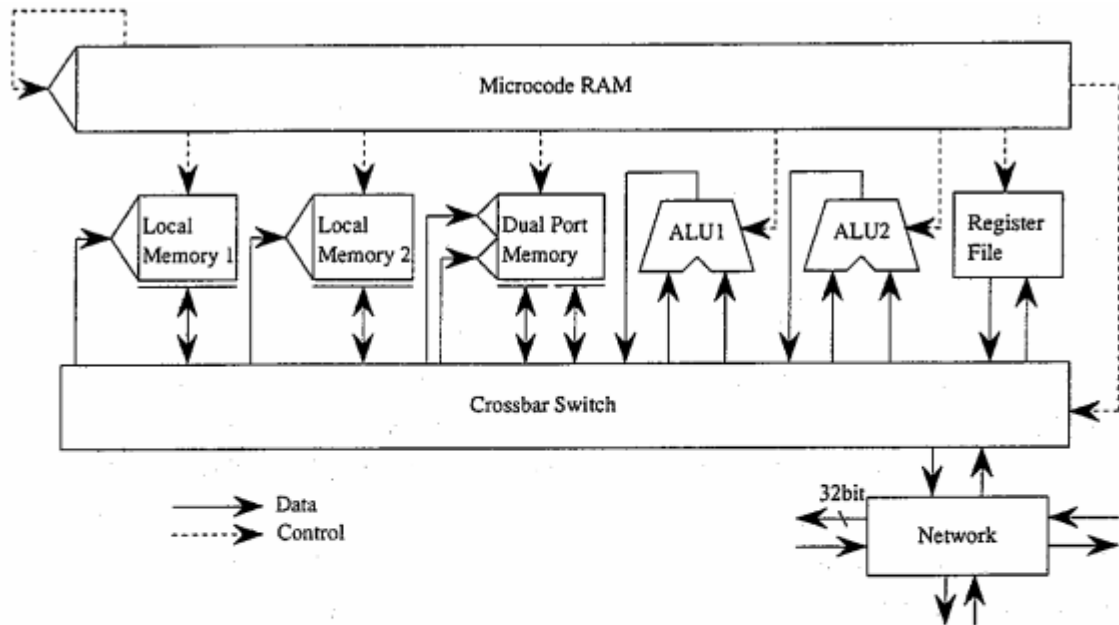 Microcode RAM
Local
Memory 1
Local
Memory 2
Dual Port
Memory
ALU1
ALU2
Register
File
Crossbar Switch
Data
Control
32bit
Network